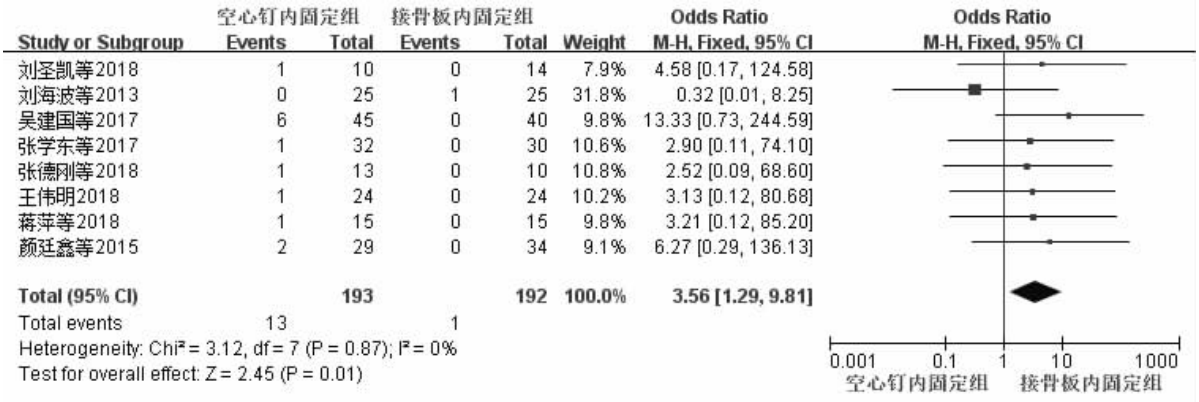 空心钉内固定组 接骨板内固定组 Odds Ratio Odds Ratio
Study or Subgroup Events Total Events Total Weight M-H, Fixed, 95% CI M-H, Fixed, 95% CI
刘圣凯等2018 1 10 0 14 7.9% 4.58 [0.17, 124.58]
刘海波等2013 0 25 1 25 31.8% 0.32 [0.01, 8.25]
吴建国等2017 6 45 0 40 9.8% 13.33 [0.73, 244.59]
张学东等2017 1 32 0 30 10.6% 2.90 [0.11, 74.10]
张德刚等2018 1 13 0 10 10.8% 2.52 [0.09, 68.60]
王伟明2018 1 24 0 24 10.2% 3.13 [0.12, 80.68]
蒋萍等2018 1 15 0 15 9.8% 3.21 [0.12, 85.20]
颜廷鑫等2015 2 29 0 34 9.1% 6.27 [0.29, 136.13]
Total (95% CI) 193 192 100.0% 3.56 [1.29, 9.81]
Total events 13 1
Heterogeneity: Chi² = 3.12, df = 7 (P = 0.87); I² = 0%
Test for overall effect: Z = 2.45 (P = 0.01)
0.001 0.1 1 10 1000
空心钉内固定组 接骨板内固定组